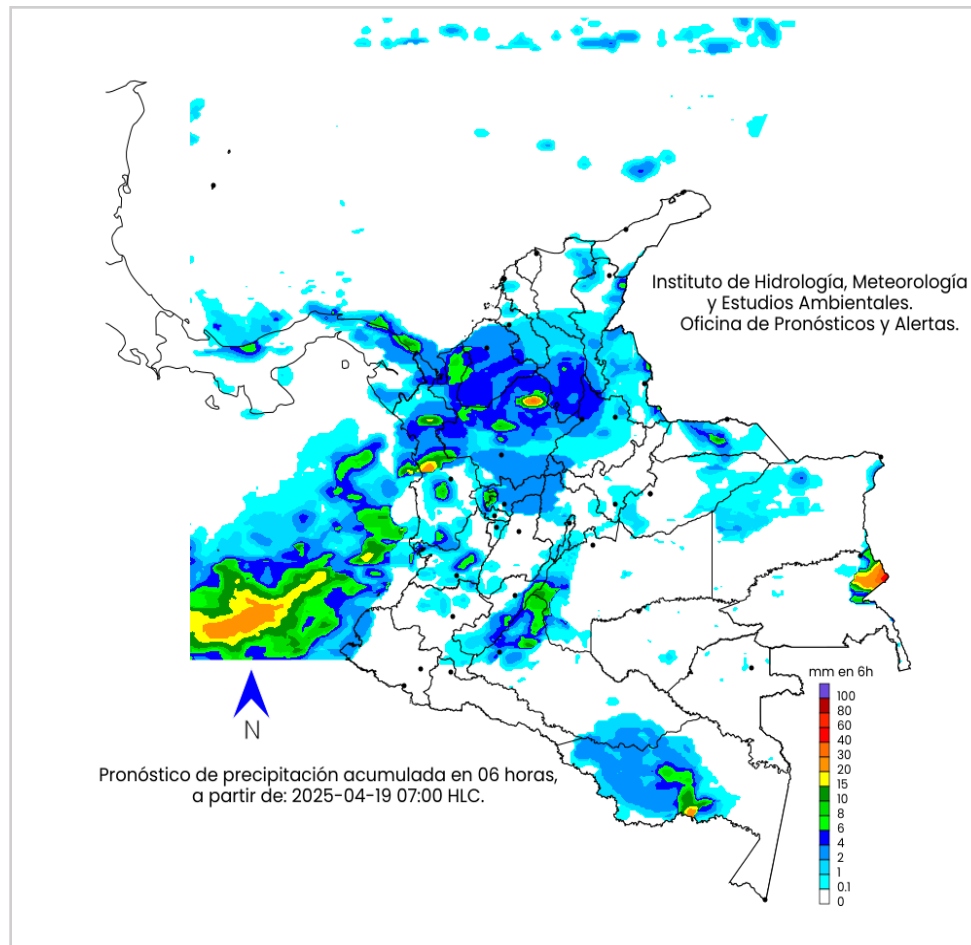 Instituto de Hidrología, Meteorología
y Estudios Ambientales.
Oficina de Pronósticos y Alertas.
mm en 6h
100
80
60
40
30
20
15
10
8
6
4
2
1
0.1
0
N
Pronóstico de precipitación acumulada en 06 horas,
a partir de: 2025-04-19 07:00 HLC.